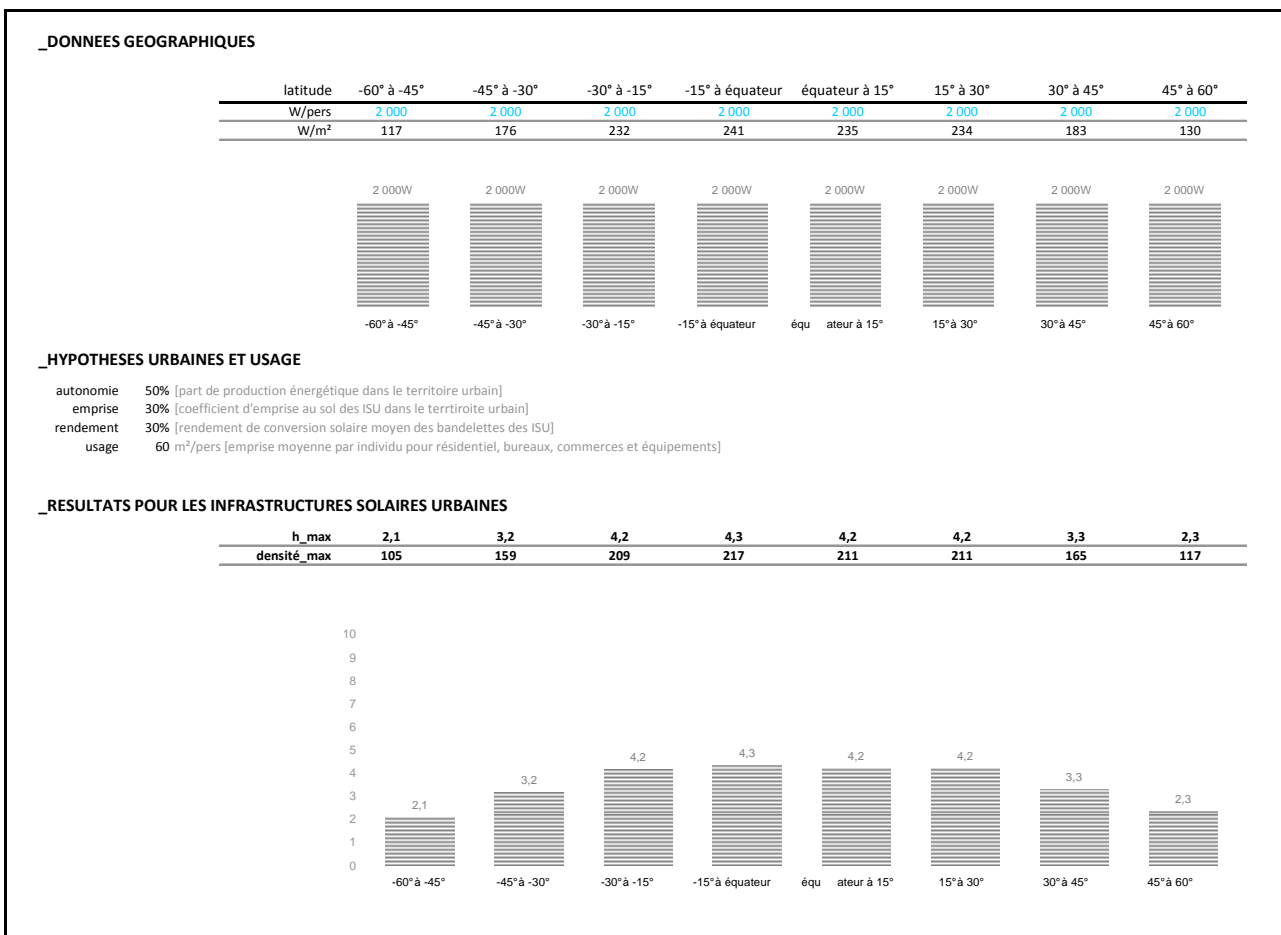 _DONNEES GEOGRAPHIQUES
latitude -60° à -45° -45° à -30° -30° à -15° -15° à équateur équateur à 15° 15° à 30° 30° à 45° 45° à 60°
W/pers 2 000 2 000 2 000 2 000 2 000 2 000 2 000 2 000
W/m² 117 176 232 241 235 234 183 130
2 000W 2 000W 2 000W 2 000W 2 000W 2 000W 2 000W 2 000W
-60°à -45° -45°à -30° -30°à -15° -15°à équateur équ ateur à 15° 15°à 30° 30°à 45° 45°à 60°
_HYPOTHESES URBAINES ET USAGE
autonomie 50% [part de production énergétique dans le territoire urbain]
emprise 30% [coefficient d'emprise au sol des ISU dans le terrtiroite urbain]
rendement 30% [rendement de conversion solaire moyen des bandelettes des ISU]
usage 60 m²/pers [emprise moyenne par individu pour résidentiel, bureaux, commerces et équipements]
_RESULTATS POUR LES INFRASTRUCTURES SOLAIRES URBAINES
h_max 2,1 3,2 4,2 4,3 4,2 4,2 3,3 2,3
densité_max 105 159 209 217 211 211 165 117
10
9
8
7
6
5
4
3
2
1
0
2,1 3,2 4,2 4,3 4,2 4,2 3,3 2,3
-60°à -45° -45°à -30° -30°à -15° -15°à équateur équ ateur à 15° 15°à 30° 30°à 45° 45°à 60°